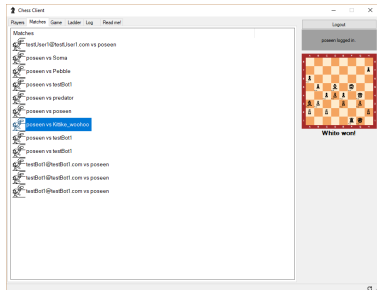 Chess Client
Players Matches Game Ladder Log Read me!
Matches
testUser1@testUser1.com vs poseen
poseen vs Soma
poseen vs Pebble
poseen vs testBot1
poseen vs predator
poseen vs poseen
poseen vs Kitlike_woohoo
poseen vs testBot1
poseen vs testBot1
testBot1@testBot1.com vs poseen
testBot1@testBot1.com vs poseen
testBot1@testBot1.com vs poseen
Logout
poseen logged in.
White won!